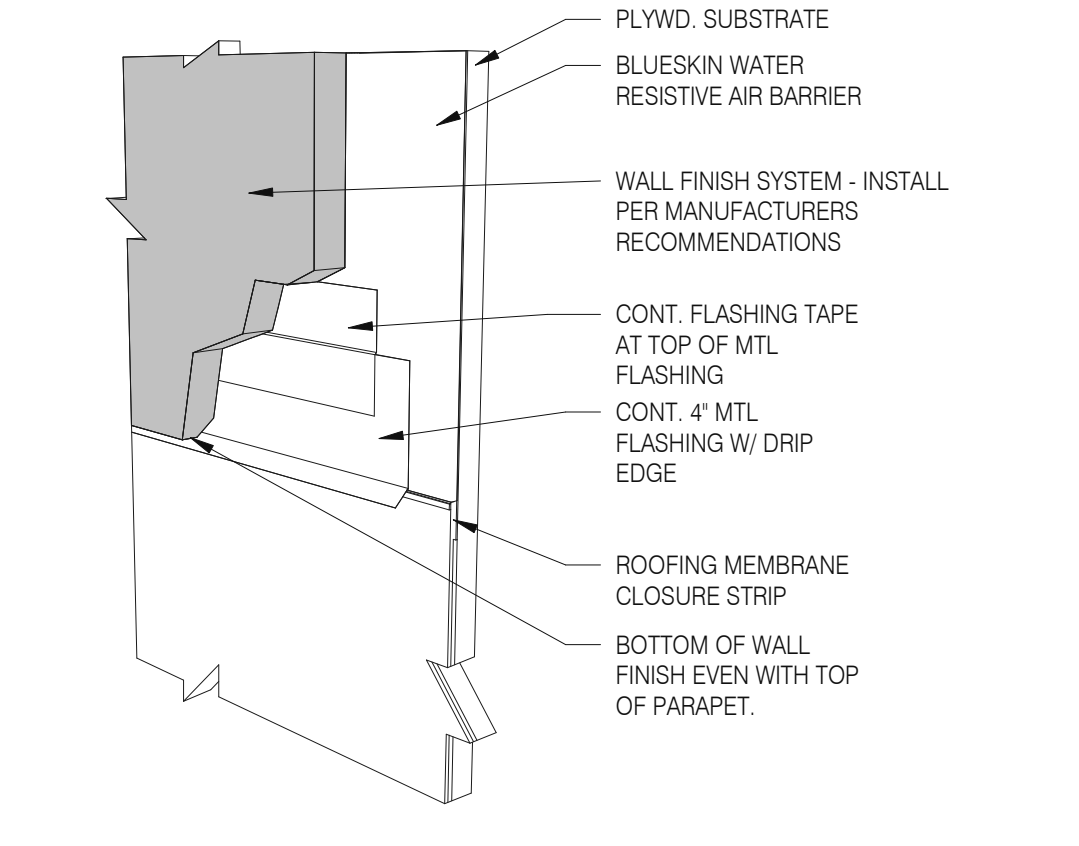 PLYWD. SUBSTRATE
BLUESKIN WATER
RESISTIVE AIR BARRIER
WALL FINISH SYSTEM - INSTALL
PER MANUFACTURERS
RECOMMENDATIONS
CONT. FLASHING TAPE
AT TOP OF MTL
FLASHING
CONT. 4" MTL
FLASHING W/ DRIP
EDGE
ROOFING MEMBRANE
CLOSURE STRIP
BOTTOM OF WALL
FINISH EVEN WITH TOP
OF PARAPET.